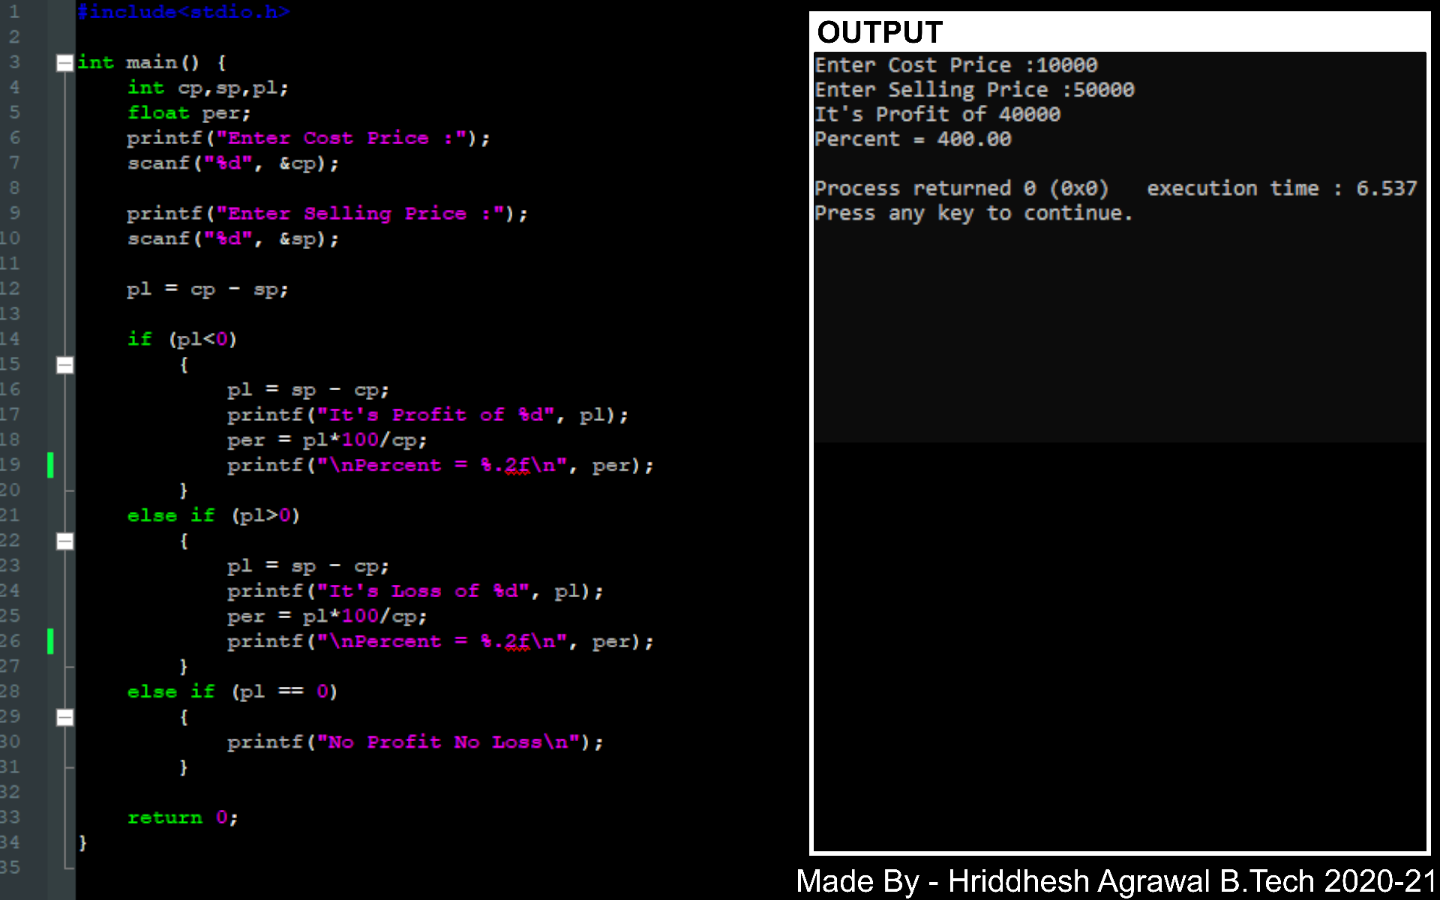 1 #include<stdio.h>
2
3 int main() {
4 int cp,sp,pl;
5 float per;
6 printf("Enter Cost Price :");
7 scanf("%d", &cp);
8
9 printf("Enter Selling Price :");
10 scanf("%d", &sp);
11
12 pl = cp - sp;
13
14 if (pl<0)
15 {
16 pl = sp - cp;
17 printf("It's Profit of %d", pl);
18 per = pl*100/cp;
19 printf("\nPercent = %.2f\n", per);
20 }
21 else if (pl>0)
22 {
23 pl = sp - cp;
24 printf("It's Loss of %d", pl);
25 per = pl*100/cp;
26 printf("\nPercent = %.2f\n", per);
27 }
28 else if (pl == 0)
29 {
30 printf("No Profit No Loss\n");
31 }
32
33 return 0;
34 }
35
OUTPUT
Enter Cost Price :10000
Enter Selling Price :50000
It's Profit of 40000
Percent = 400.00
Process returned 0 (0x0)   execution time : 6.537
Press any key to continue.
Made By - Hriddhesh Agrawal B.Tech 2020-21